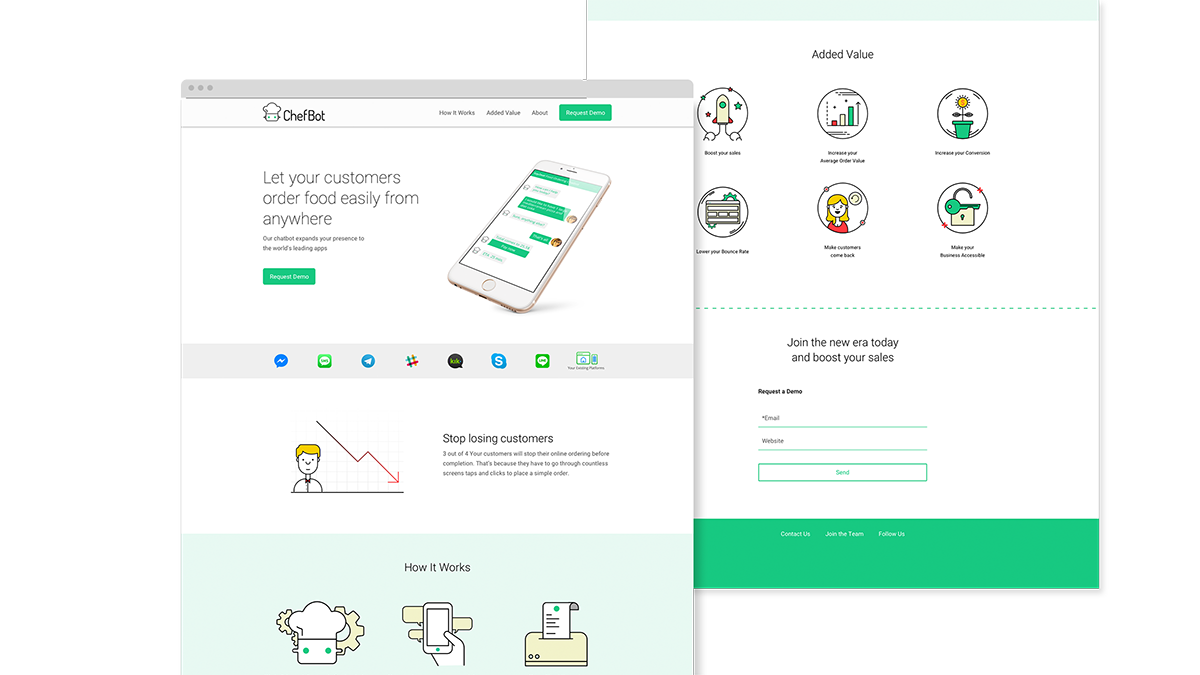 ChefBot
How It Works
Added Value
About
Request Demo
Let your customers
order food easily from
anywhere
Our chatbot expands your presence to
the world's leading apps
Request Demo
kik
LINE
Your Existing Platforms
Stop losing customers
3 out of 4 Your customers will stop their online ordering before
completion. That's because they have to go through countless
screens taps and clicks to place a simple order.
How It Works
Added Value
Boost your sales
Increase your
Average Order Value
Increase your Conversion
Lower your Bounce Rate
Make customers
come back
Make your
Business Accessible
Join the new era today
and boost your sales
Request a Demo
*Email
Website
Send
Contact Us
Join the Team
Follow Us